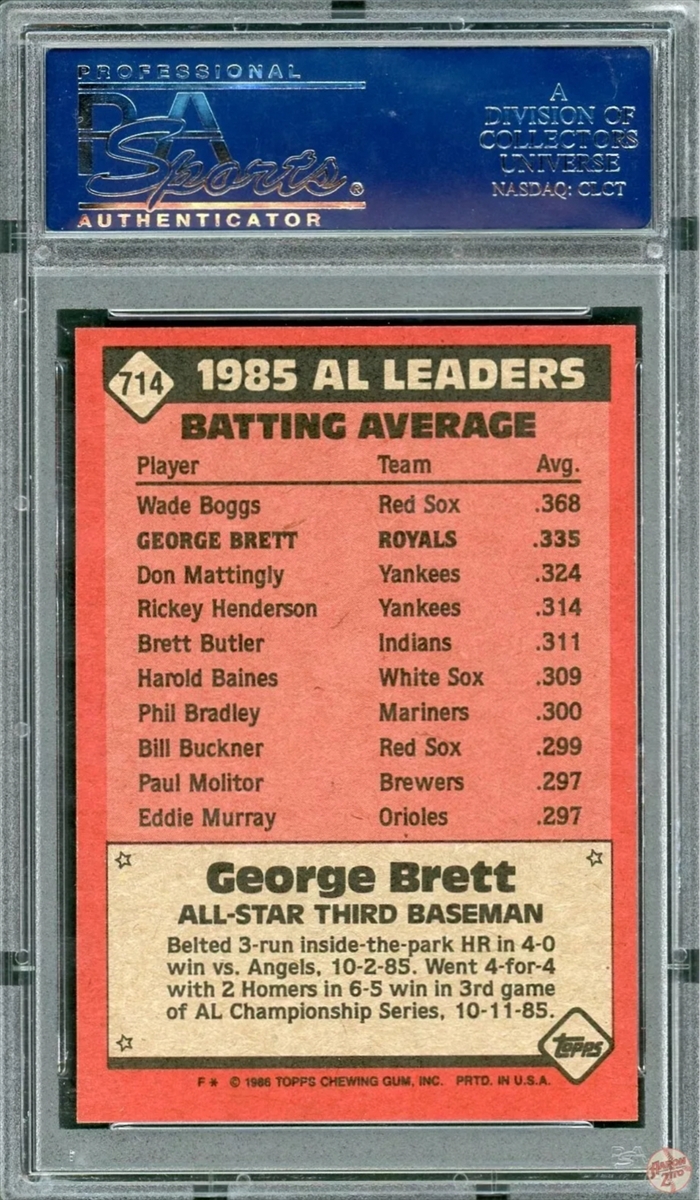 PROFESSIONAL
PSA
Sports®
AUTHENTICATOR
A
DIVISION OF
COLLECTORS
UNIVERSE
NASDAQ: CLCT
714 1985 AL LEADERS
BATTING AVERAGE
Player Team Avg.
Wade Boggs Red Sox .368
GEORGE BRETT ROYALS .335
Don Mattingly Yankees .324
Rickey Henderson Yankees .314
Brett Butler Indians .311
Harold Baines White Sox .309
Phil Bradley Mariners .300
Bill Buckner Red Sox .299
Paul Molitor Brewers .297
Eddie Murray Orioles .297
George Brett
ALL-STAR THIRD BASEMAN
Belted 3-run inside-the-park HR in 4-0
win vs. Angels, 10-2-85. Went 4-for-4
with 2 Homers in 6-5 win in 3rd game
of AL Championship Series, 10-11-85.
TOPPS
F * © 1986 TOPPS CHEWING GUM, INC. PRTD. IN U.S.A.
PSA
AARON
ZITO